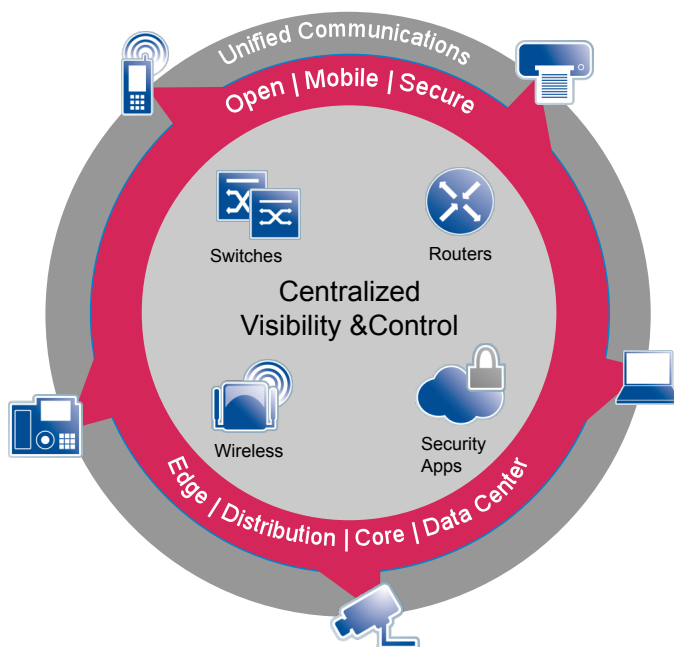 Unified Communications
Open | Mobile | Secure
Switches
Routers
Centralized
Visibility &Control
Wireless
Security
Apps
Edge | Distribution | Core | Data Center